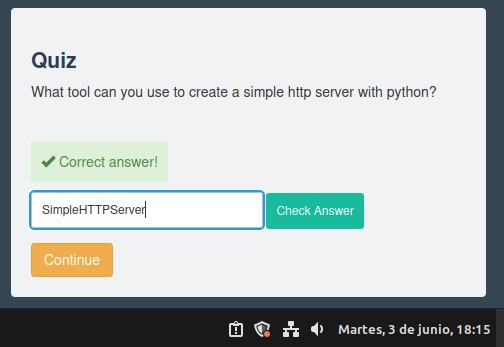 Quiz
What tool can you use to create a simple http server with python?
✔ Correct answer!
SimpleHTTPServer
Check Answer
Continue
Martes, 3 de junio, 18:15